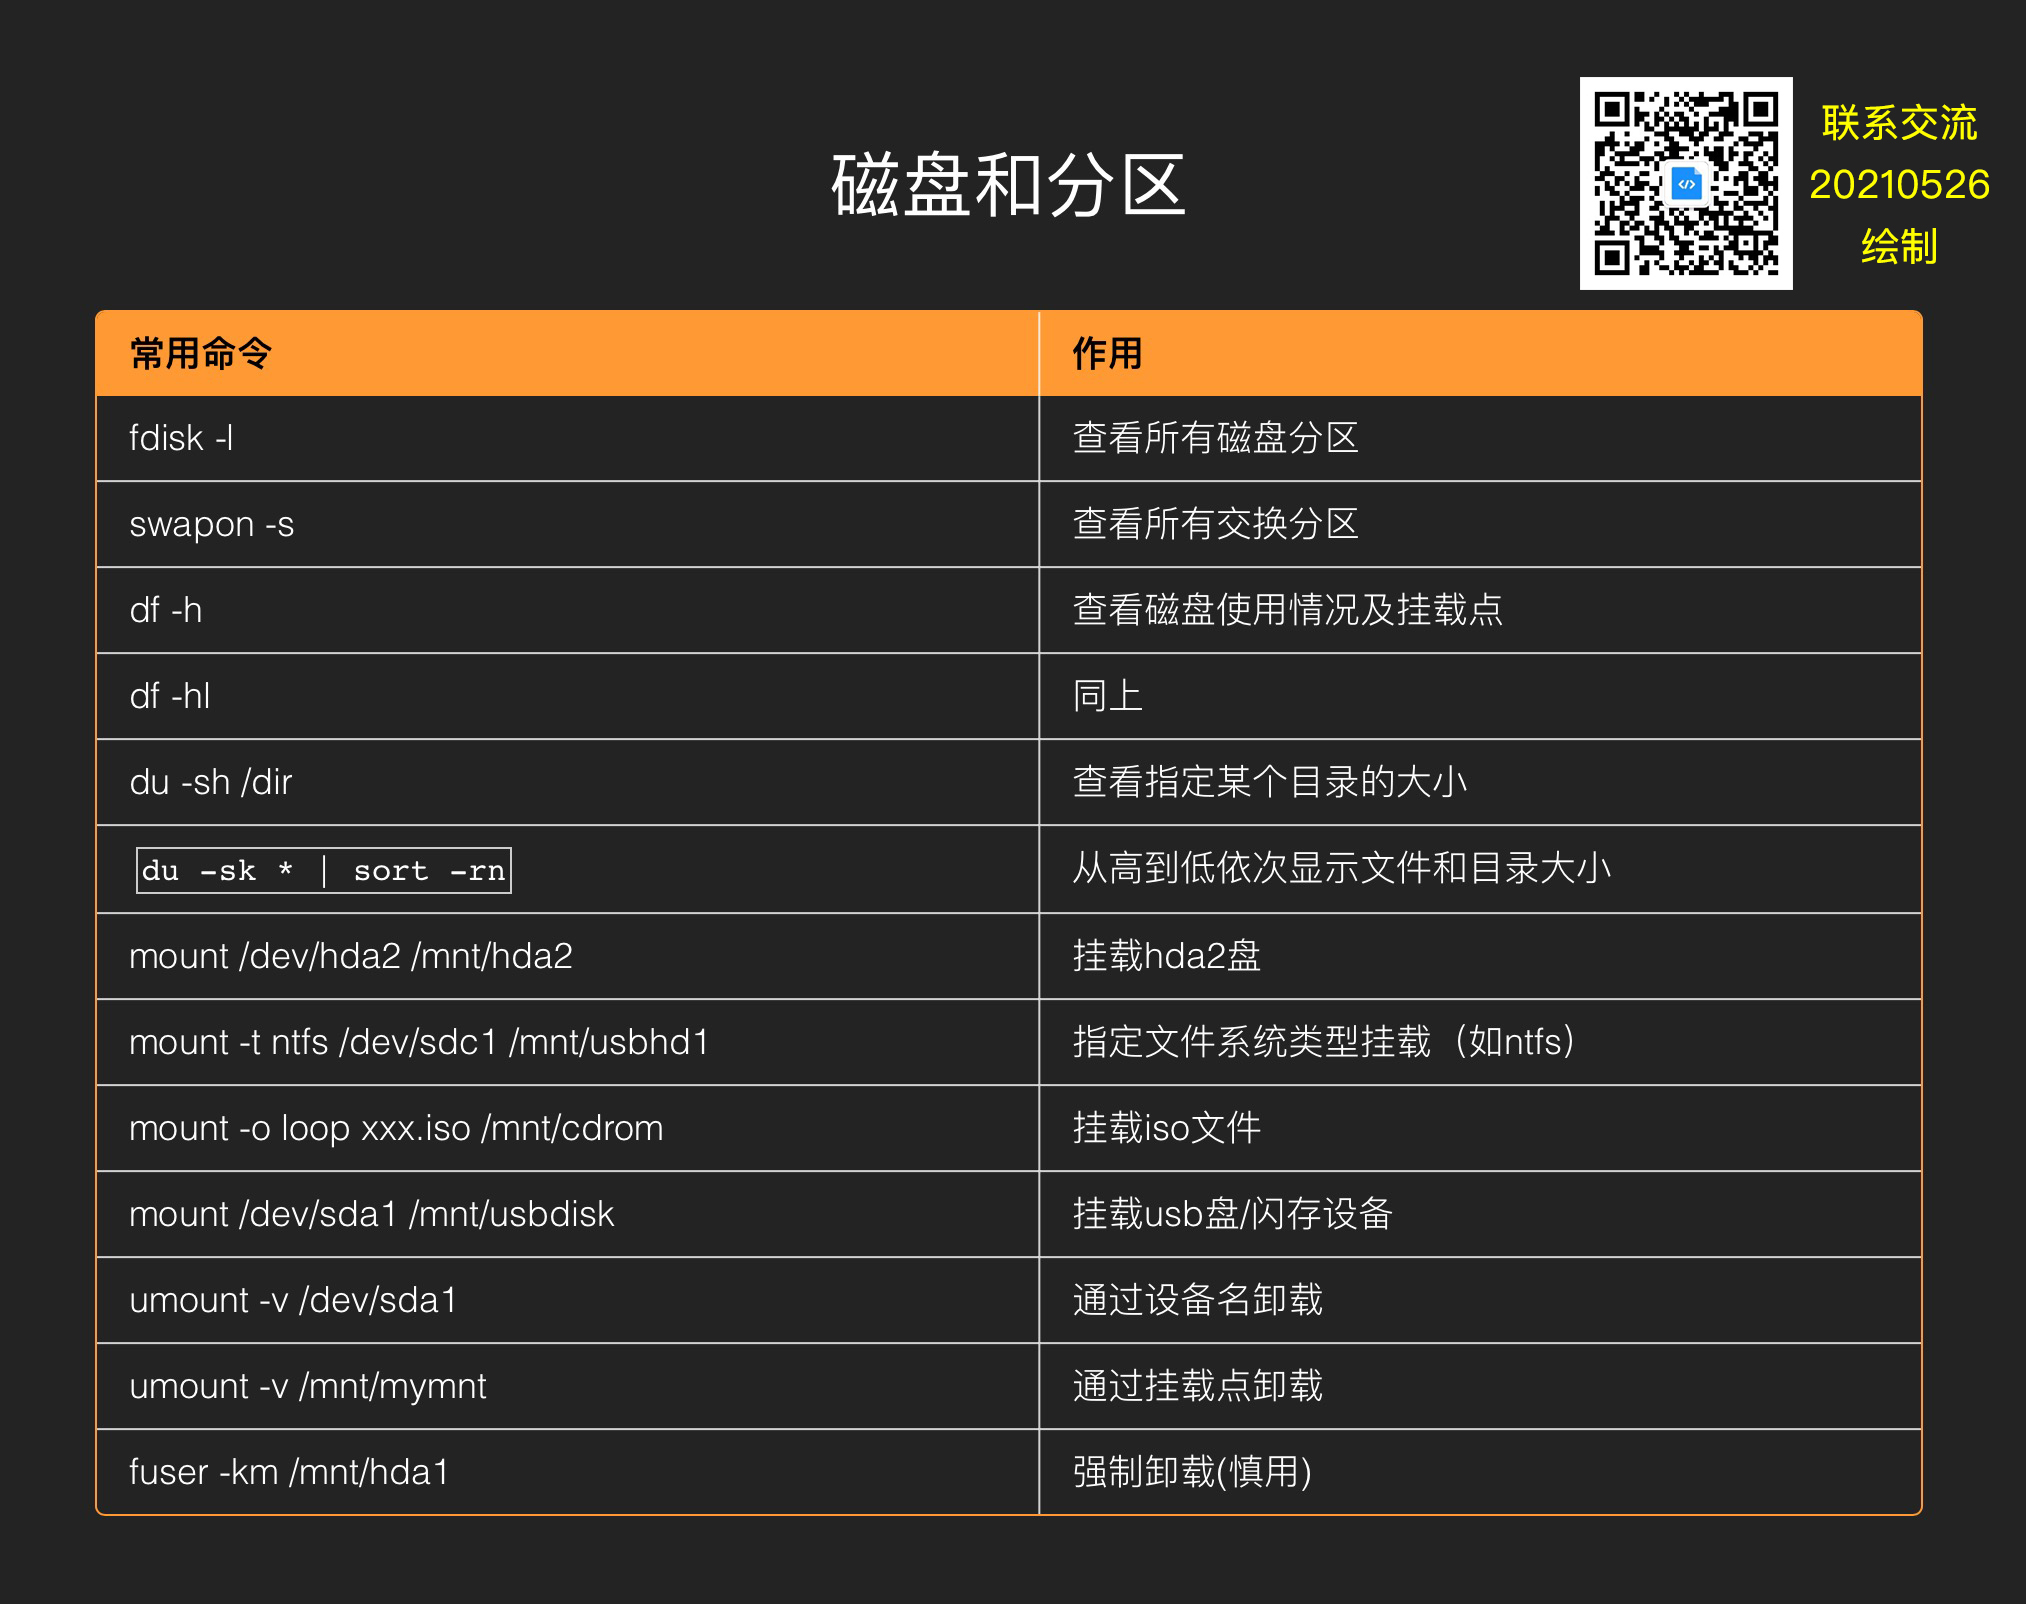 磁盘和分区
联系交流
20210526
绘制
常用命令 作用
fdisk -l 查看所有磁盘分区
swapon -s 查看所有交换分区
df -h 查看磁盘使用情况及挂载点
df -hl 同上
du -sh /dir 查看指定某个目录的大小
du -sk * | sort -rn 从高到低依次显示文件和目录大小
mount /dev/hda2 /mnt/hda2 挂载hda2盘
mount -t ntfs /dev/sdc1 /mnt/usbhd1 指定文件系统类型挂载（如ntfs）
mount -o loop xxx.iso /mnt/cdrom 挂载iso文件
mount /dev/sda1 /mnt/usbdisk 挂载usb盘/闪存设备
umount -v /dev/sda1 通过设备名卸载
umount -v /mnt/mymnt 通过挂载点卸载
fuser -km /mnt/hda1 强制卸载(慎用)